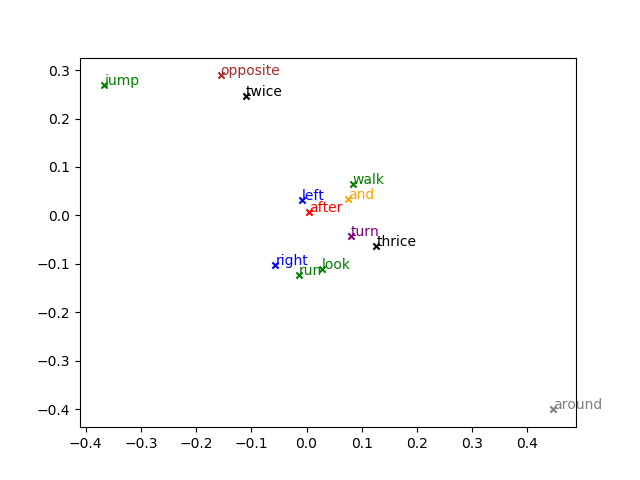 0.3
0.2
0.1
0.0
−0.1
−0.2
−0.3
−0.4
jump
opposite
twice
walk
left
and
after
turn
thrice
right
run
look
around
−0.4 −0.3 −0.2 −0.1 0.0 0.1 0.2 0.3 0.4